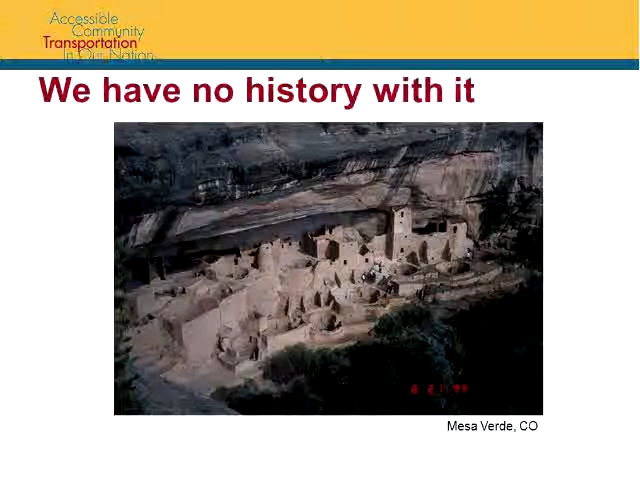 Accessible
Community
Transportation
In Our Nation
We have no history with it
Mesa Verde, CO